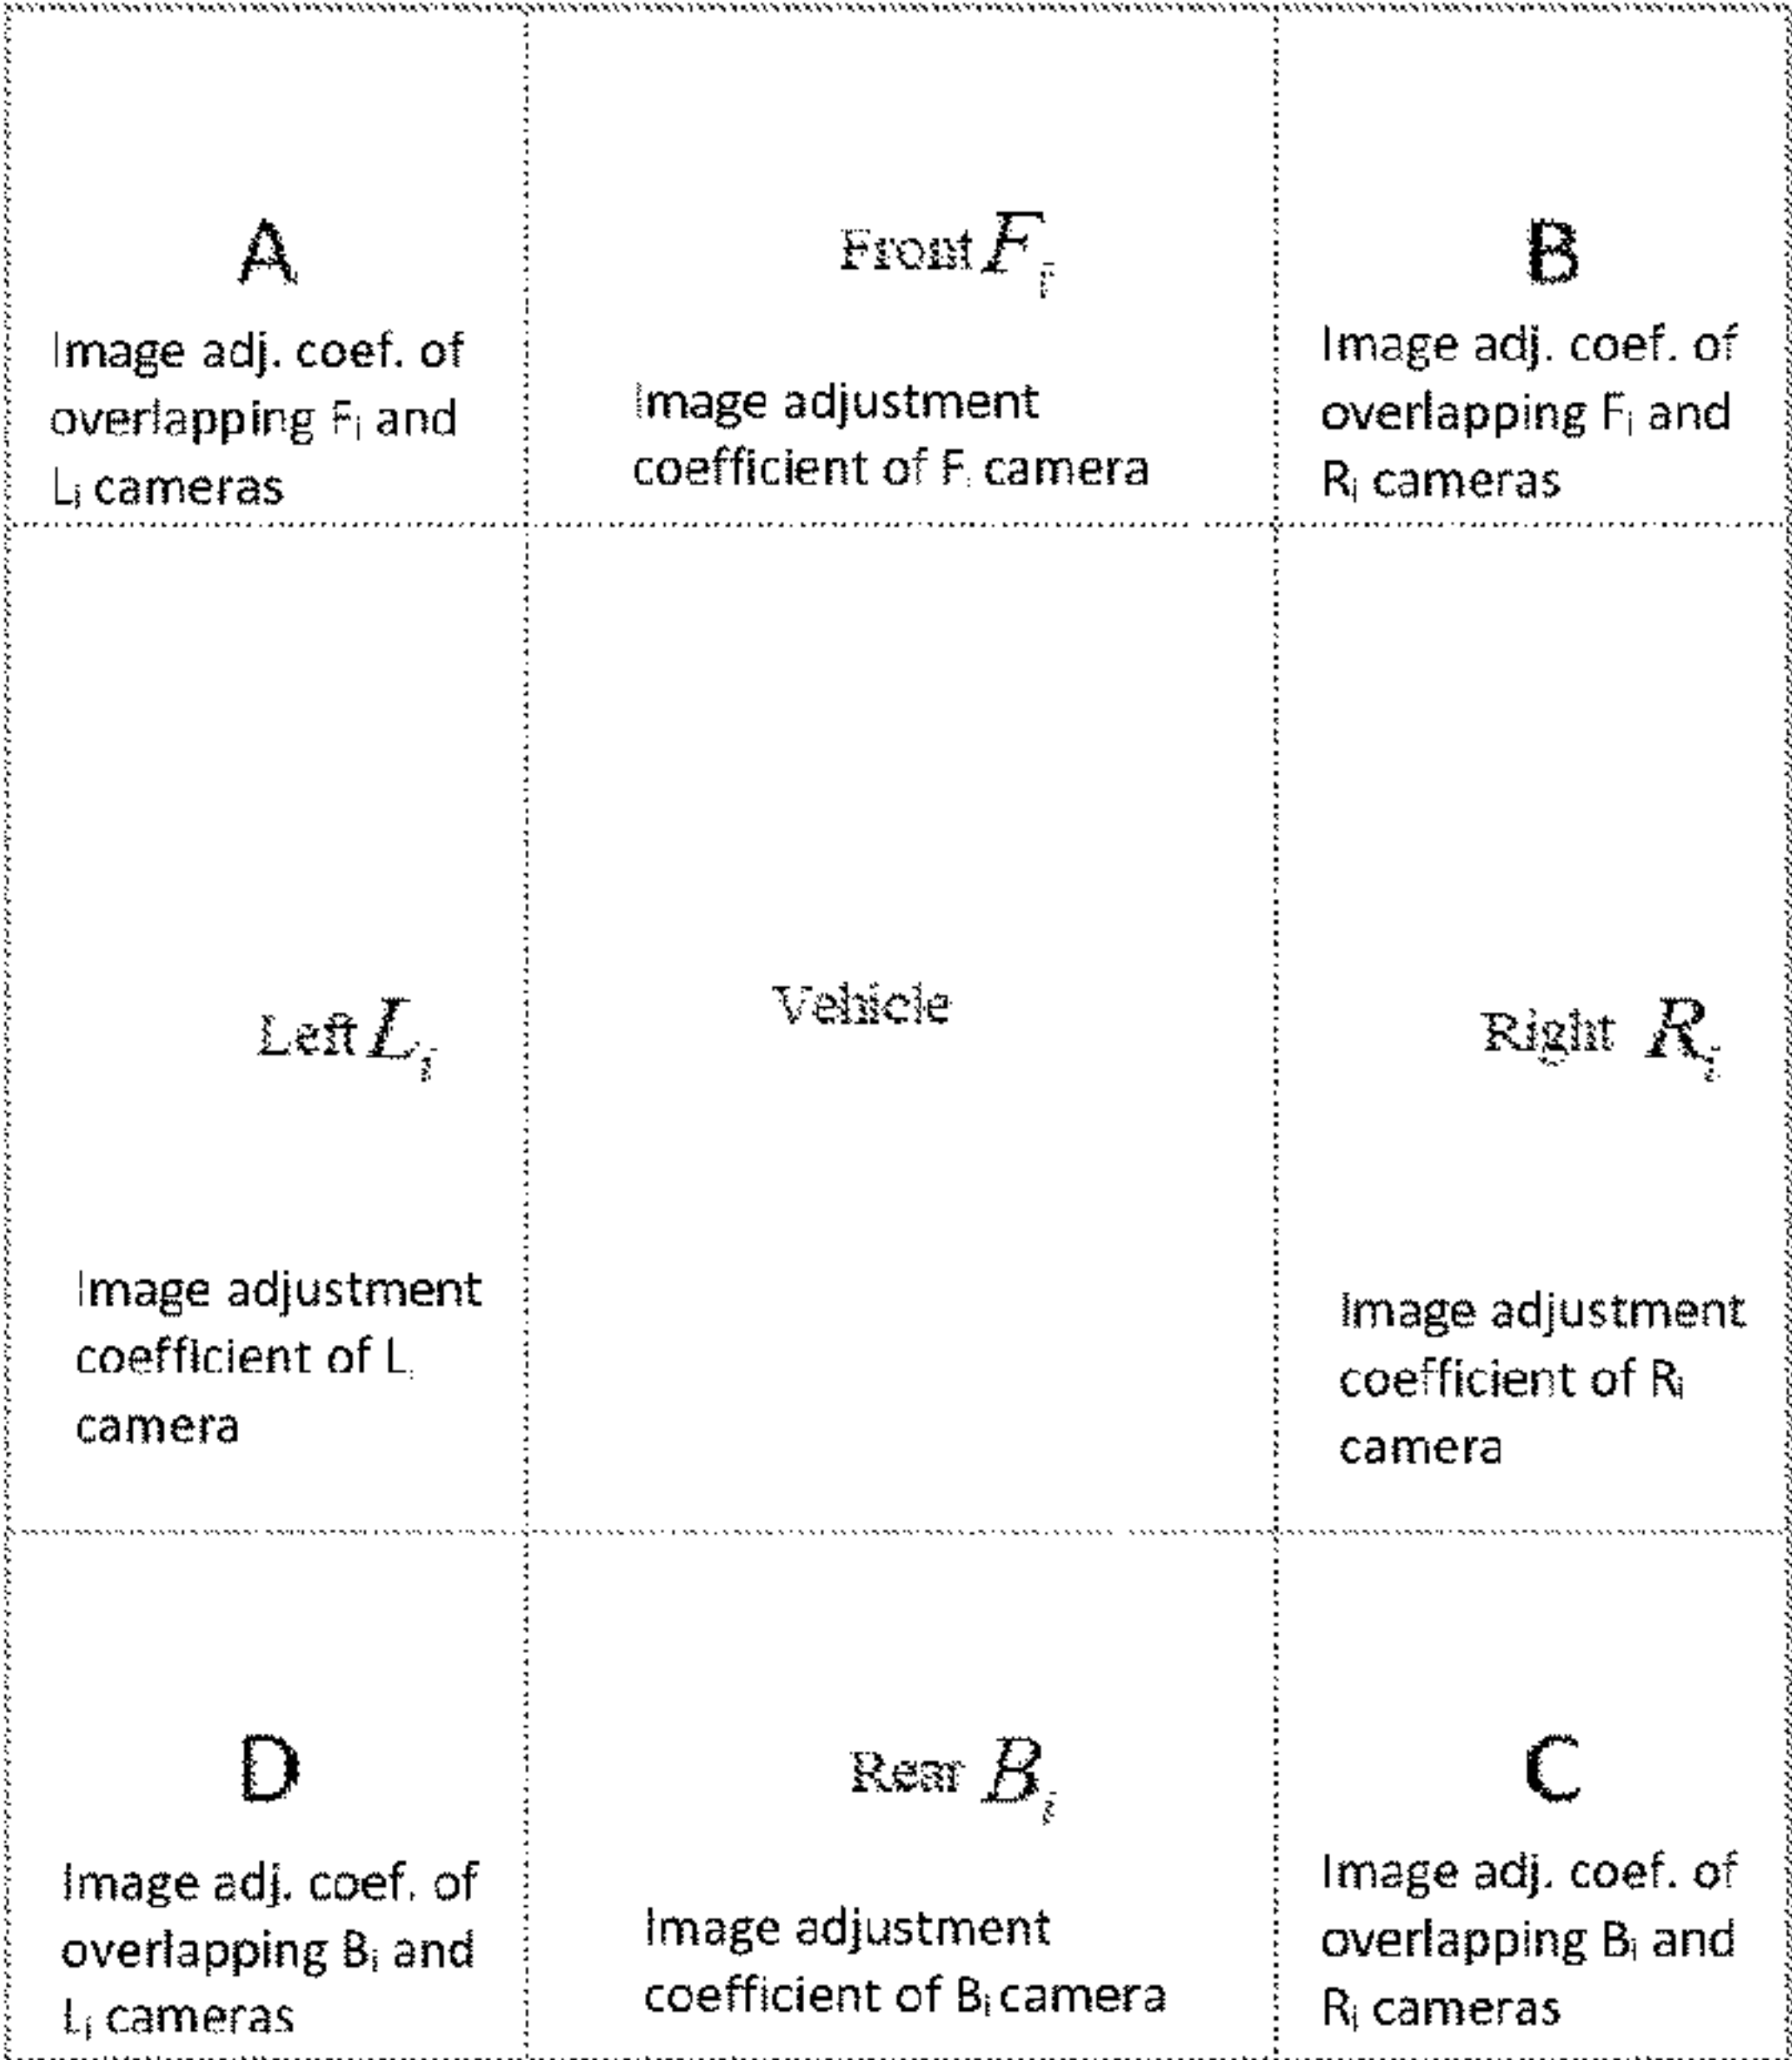 A
Image adj. coef. of
overlapping Fᵢ and
Lᵢ cameras
Front Fᵢ
Image adjustment
coefficient of Fᵢ camera
B
Image adj. coef. of
overlapping Fᵢ and
Rᵢ cameras
Left Lᵢ
Image adjustment
coefficient of Lᵢ
camera
Vehicle
Right Rᵢ
Image adjustment
coefficient of Rᵢ
camera
D
Image adj. coef. of
overlapping Bᵢ and
Lᵢ cameras
Rear Bᵢ
Image adjustment
coefficient of Bᵢ camera
C
Image adj. coef. of
overlapping Bᵢ and
Rᵢ cameras